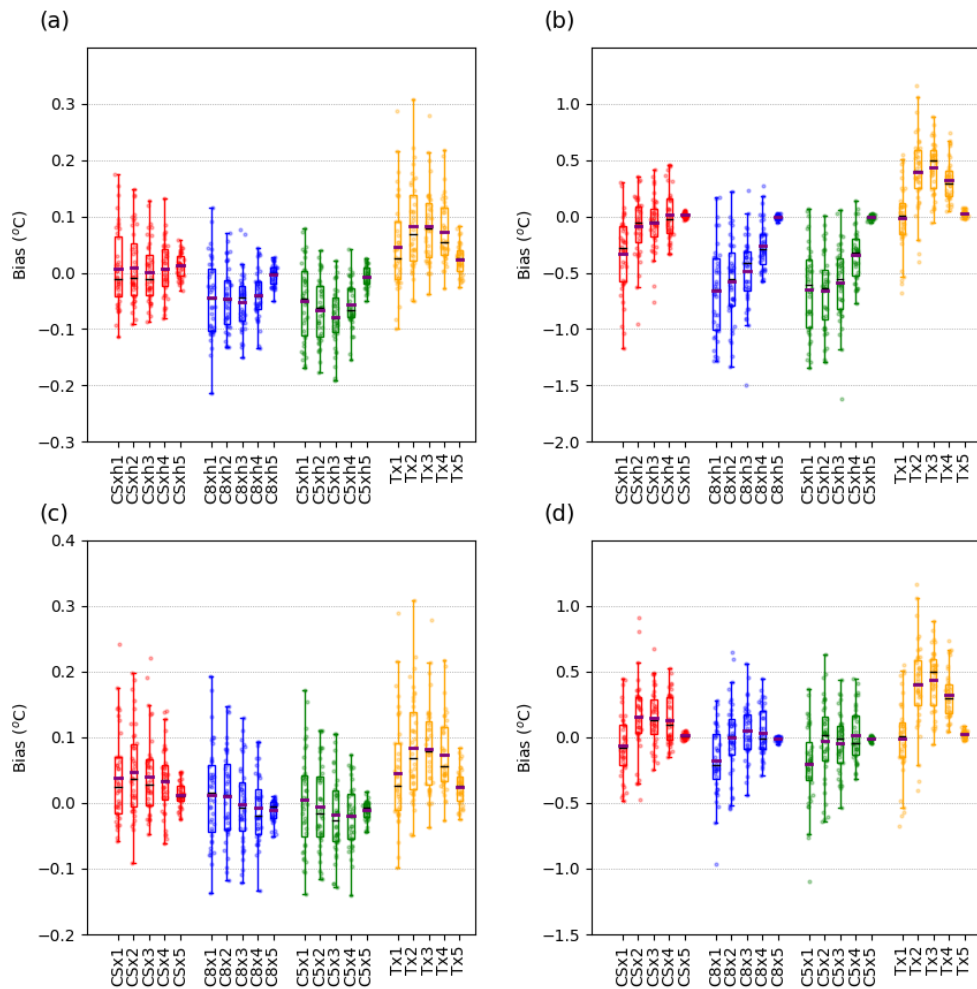 (a)
Bias (°C)
0.3
0.2
0.1
0.0
−0.1
−0.2
−0.3
CSxh1
CSxh2
CSxh3
CSxh4
CSxh5
C8xh1
C8xh2
C8xh3
C8xh4
C8xh5
C5xh1
C5xh2
C5xh3
C5xh4
C5xh5
Tx1
Tx2
Tx3
Tx4
Tx5
(b)
Bias (°C)
1.0
0.5
0.0
−0.5
−1.0
−1.5
−2.0
CSxh1
CSxh2
CSxh3
CSxh4
CSxh5
C8xh1
C8xh2
C8xh3
C8xh4
C8xh5
C5xh1
C5xh2
C5xh3
C5xh4
C5xh5
Tx1
Tx2
Tx3
Tx4
Tx5
(c)
Bias (°C)
0.4
0.3
0.2
0.1
0.0
−0.1
−0.2
CSx1
CSx2
CSx3
CSx4
CSx5
C8x1
C8x2
C8x3
C8x4
C8x5
C5x1
C5x2
C5x3
C5x4
C5x5
Tx1
Tx2
Tx3
Tx4
Tx5
(d)
Bias (°C)
1.0
0.5
0.0
−0.5
−1.0
−1.5
CSx1
CSx2
CSx3
CSx4
CSx5
C8x1
C8x2
C8x3
C8x4
C8x5
C5x1
C5x2
C5x3
C5x4
C5x5
Tx1
Tx2
Tx3
Tx4
Tx5